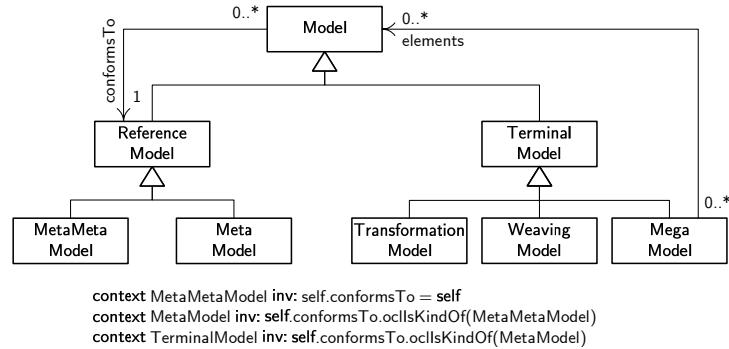 0..*
Model
0..*
elements
conformsTo
1
Reference
Model
Terminal
Model
0..*
MetaMeta
Model
Meta
Model
Transformation
Model
Weaving
Model
Mega
Model
context MetaMetaModel inv: self.conformsTo = self
context MetaModel inv: self.conformsTo.oclIsKindOf(MetaMetaModel)
context TerminalModel inv: self.conformsTo.oclIsKindOf(MetaModel)